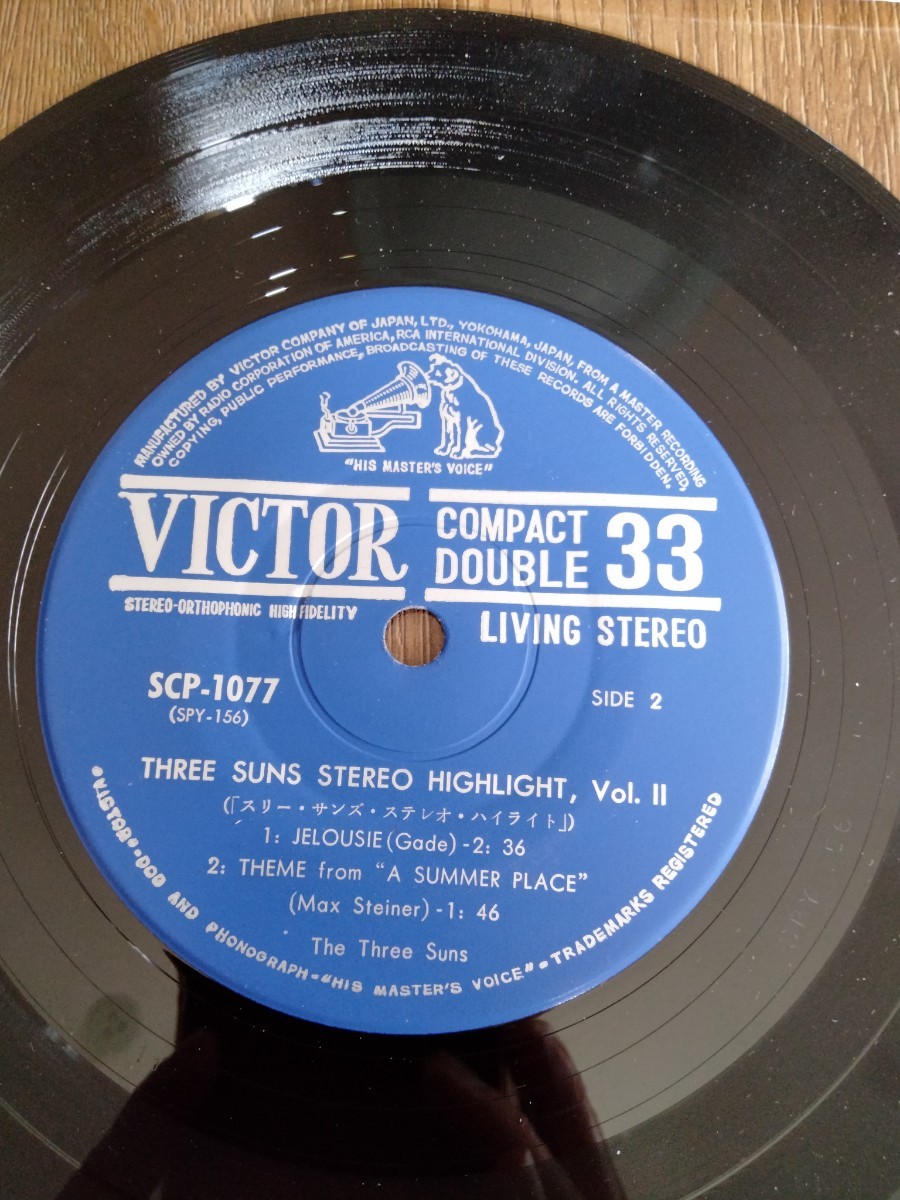 MANUFACTURED BY VICTOR COMPANY OF JAPAN, LTD., YOKOHAMA, JAPAN, FROM A MASTER RECORDING
OWNED BY RADIO CORPORATION OF AMERICA, RCA INTERNATIONAL DIVISION. ALL RIGHTS RESERVED,
COPYING, PUBLIC PERFORMANCE, BROADCASTING OF THESE RECORDS ARE FORBIDDEN.
"HIS MASTER'S VOICE"
VICTOR
COMPACT
DOUBLE 33
STEREO-ORTHOPHONIC HIGH FIDELITY
LIVING STEREO
SCP-1077
(SPY-156)
SIDE 2
THREE SUNS STEREO HIGHLIGHT, Vol. II
(「スリー・サンズ・ステレオ・ハイライト」)
1: JELOUSIE (Gade) - 2: 36
2: THEME from "A SUMMER PLACE"
(Max Steiner) - 1: 46
The Three Suns
•"VICTOR"•DOG AND PHONOGRAPH•"HIS MASTER'S VOICE"•TRADEMARKS REGISTERED